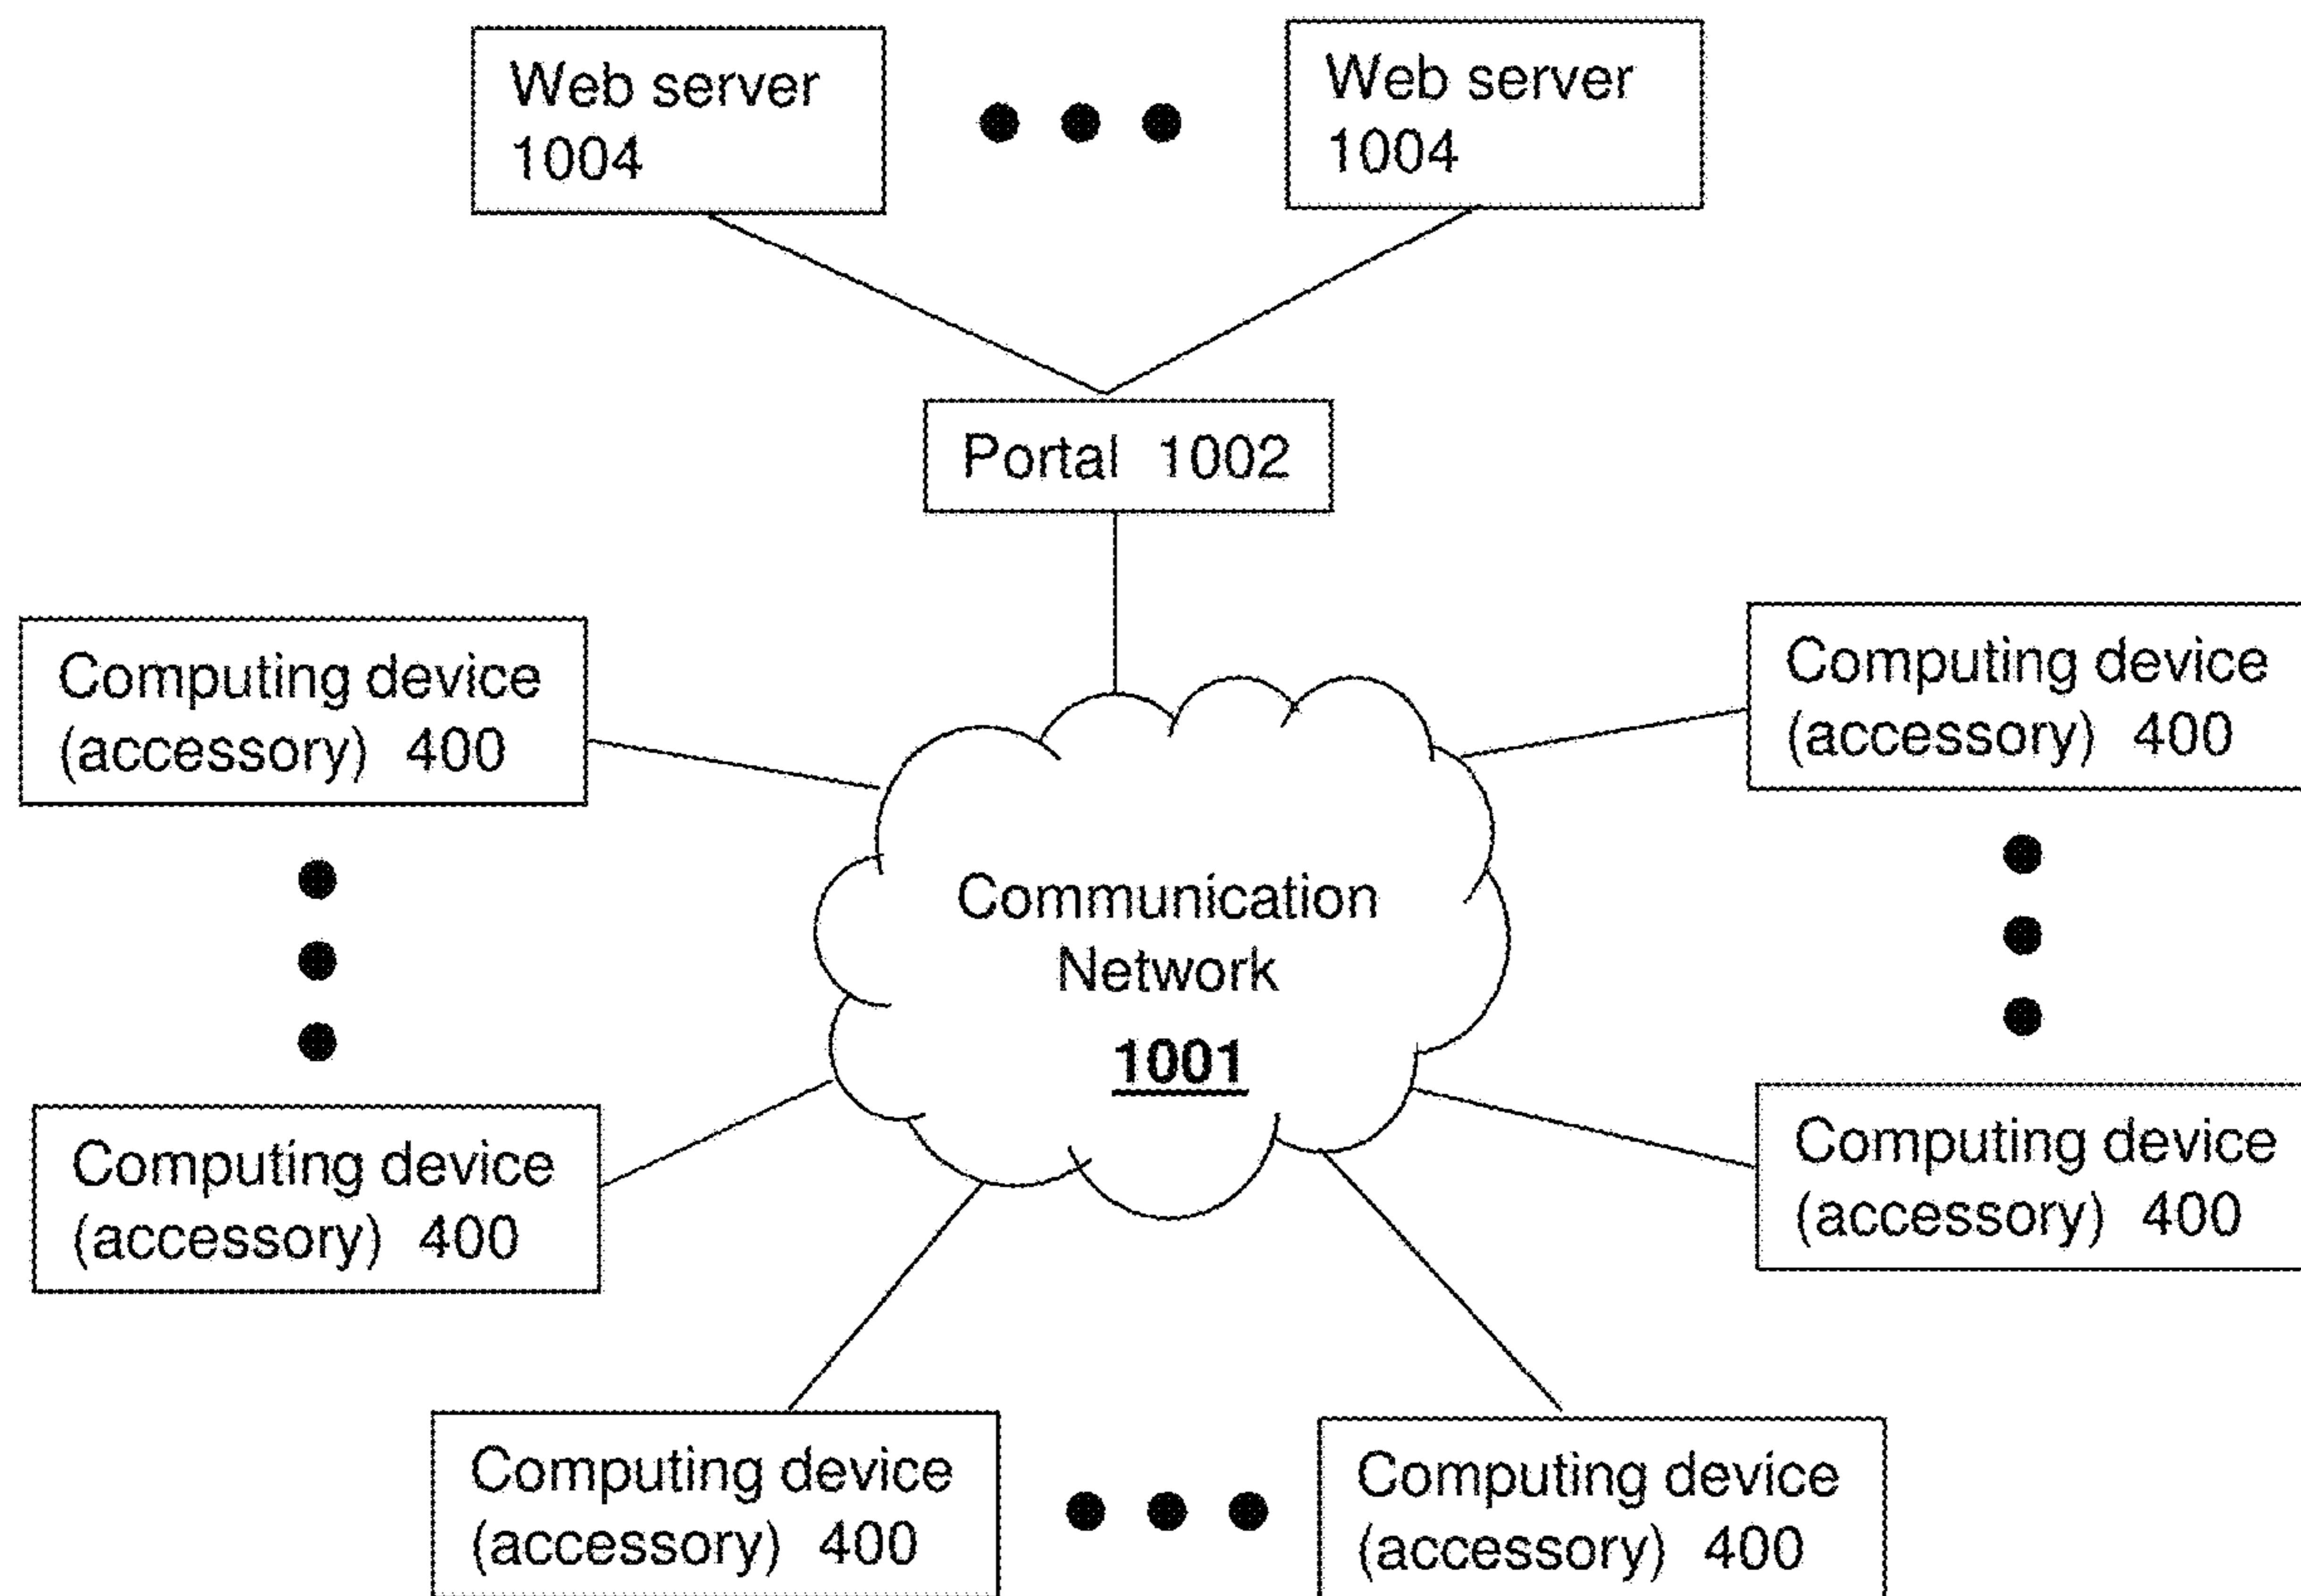 Web server
1004
Web server
1004
Portal 1002
Computing device
(accessory) 400
Computing device
(accessory) 400
Communication
Network
1001
Computing device
(accessory) 400
Computing device
(accessory) 400
Computing device
(accessory) 400
Computing device
(accessory) 400